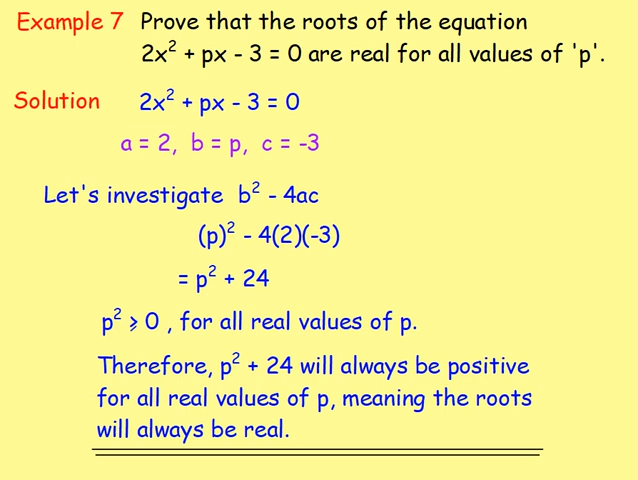 Example 7 Prove that the roots of the equation
2x² + px - 3 = 0 are real for all values of 'p'.
Solution 2x² + px - 3 = 0
a = 2, b = p, c = -3
Let's investigate b² - 4ac
(p)² - 4(2)(-3)
= p² + 24
p² ⩾ 0 , for all real values of p.
Therefore, p² + 24 will always be positive
for all real values of p, meaning the roots
will always be real.